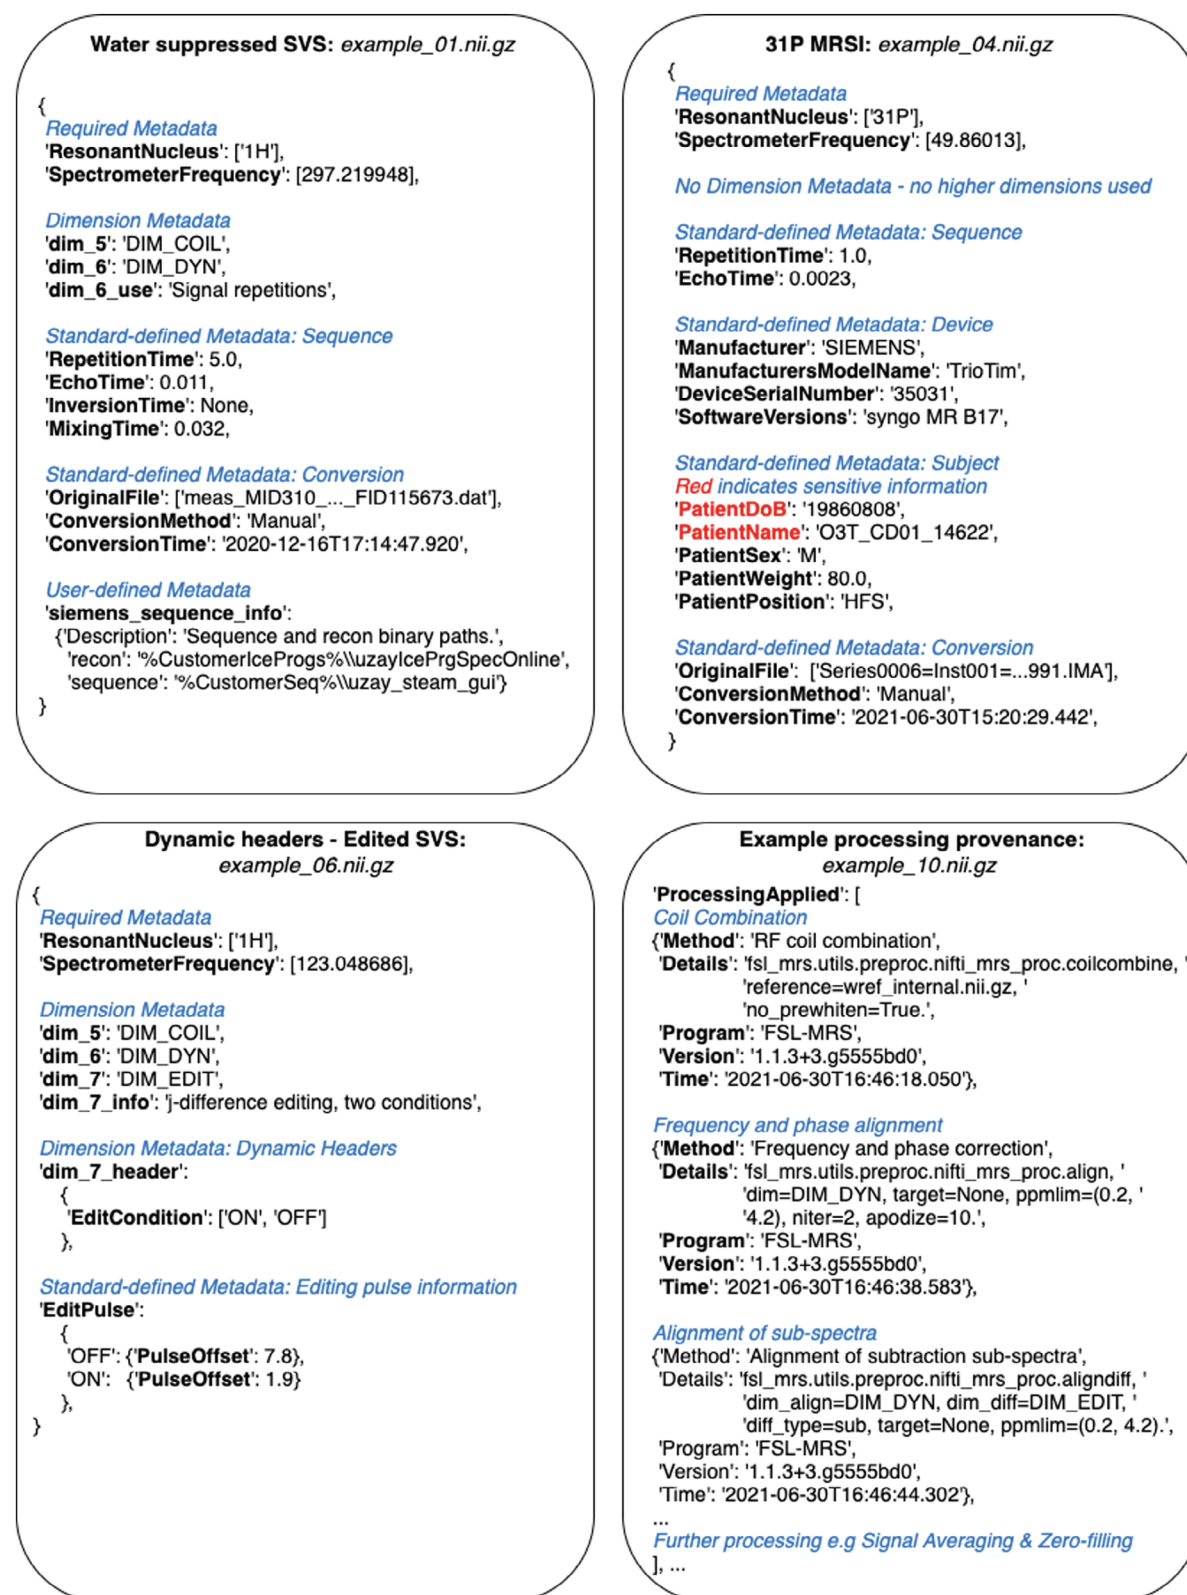 Water suppressed SVS: example_01.nii.gz
{
Required Metadata
'ResonantNucleus': ['1H'],
'SpectrometerFrequency': [297.219948],
Dimension Metadata
'dim_5': 'DIM_COIL',
'dim_6': 'DIM_DYN',
'dim_6_use': 'Signal repetitions',
Standard-defined Metadata: Sequence
'RepetitionTime': 5.0,
'EchoTime': 0.011,
'InversionTime': None,
'MixingTime': 0.032,
Standard-defined Metadata: Conversion
'OriginalFile': ['meas_MID310_..._FID115673.dat'],
'ConversionMethod': 'Manual',
'ConversionTime': '2020-12-16T17:14:47.920',
User-defined Metadata
'siemens_sequence_info':
{'Description': 'Sequence and recon binary paths.',
'recon': '%CustomerIceProgs%\\uzayIcePrgSpecOnline',
'sequence': '%CustomerSeq%\\uzay_steam_gui'}
}
31P MRSI: example_04.nii.gz
{
Required Metadata
'ResonantNucleus': ['31P'],
'SpectrometerFrequency': [49.86013],
No Dimension Metadata - no higher dimensions used
Standard-defined Metadata: Sequence
'RepetitionTime': 1.0,
'EchoTime': 0.0023,
Standard-defined Metadata: Device
'Manufacturer': 'SIEMENS',
'ManufacturersModelName': 'TrioTim',
'DeviceSerialNumber': '35031',
'SoftwareVersions': 'syngo MR B17',
Standard-defined Metadata: Subject
Red indicates sensitive information
'PatientDoB': '19860808',
'PatientName': 'O3T_CD01_14622',
'PatientSex': 'M',
'PatientWeight': 80.0,
'PatientPosition': 'HFS',
Standard-defined Metadata: Conversion
'OriginalFile': ['Series0006=Inst001=...991.IMA'],
'ConversionMethod': 'Manual',
'ConversionTime': '2021-06-30T15:20:29.442',
}
Dynamic headers - Edited SVS:
example_06.nii.gz
{
Required Metadata
'ResonantNucleus': ['1H'],
'SpectrometerFrequency': [123.048686],
Dimension Metadata
'dim_5': 'DIM_COIL',
'dim_6': 'DIM_DYN',
'dim_7': 'DIM_EDIT',
'dim_7_info': 'j-difference editing, two conditions',
Dimension Metadata: Dynamic Headers
'dim_7_header':
{
'EditCondition': ['ON', 'OFF']
},
Standard-defined Metadata: Editing pulse information
'EditPulse':
{
'OFF': {'PulseOffset': 7.8},
'ON': {'PulseOffset': 1.9}
},
}
Example processing provenance:
example_10.nii.gz
'ProcessingApplied': [
Coil Combination
{'Method': 'RF coil combination',
'Details': 'fsl_mrs.utils.preproc.nifti_mrs_proc.coilcombine, '
'reference=wref_internal.nii.gz, '
'no_prewhiten=True.',
'Program': 'FSL-MRS',
'Version': '1.1.3+3.g5555bd0',
'Time': '2021-06-30T16:46:18.050'},
Frequency and phase alignment
{'Method': 'Frequency and phase correction',
'Details': 'fsl_mrs.utils.preproc.nifti_mrs_proc.align, '
'dim=DIM_DYN, target=None, ppmlim=(0.2, '
'4.2), niter=2, apodize=10.',
'Program': 'FSL-MRS',
'Version': '1.1.3+3.g5555bd0',
'Time': '2021-06-30T16:46:38.583'},
Alignment of sub-spectra
{'Method': 'Alignment of subtraction sub-spectra',
'Details': 'fsl_mrs.utils.preproc.nifti_mrs_proc.aligndiff, '
'dim_align=DIM_DYN, dim_diff=DIM_EDIT, '
'diff_type=sub, target=None, ppmlim=(0.2, 4.2).',
'Program': 'FSL-MRS',
'Version': '1.1.3+3.g5555bd0',
'Time': '2021-06-30T16:46:44.302'},
...
Further processing e.g Signal Averaging & Zero-filling
], ...